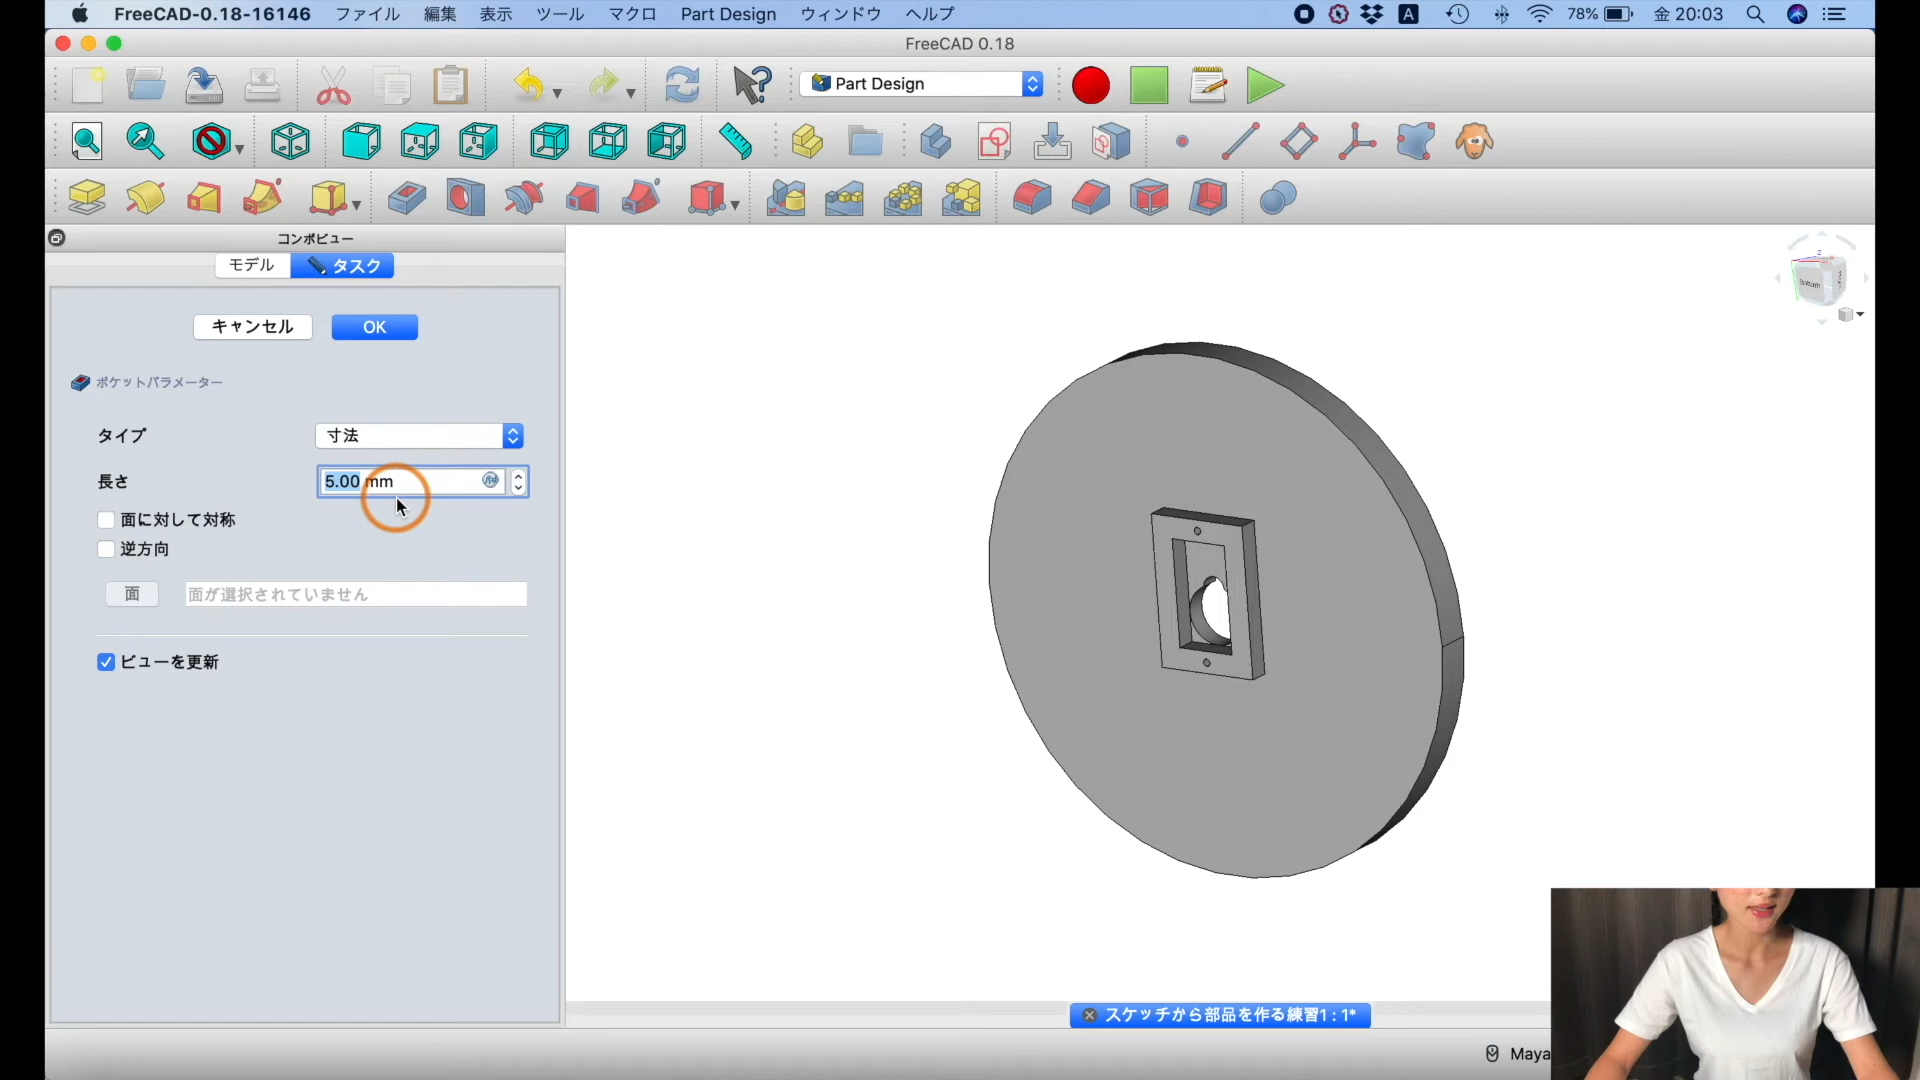 FreeCAD-0.18-16146 ファイル 編集 表示 ツール マクロ Part Design ウィンドウ ヘルプ A 78% 金 20:03
FreeCAD 0.18
Part Design
コンボビュー
モデル タスク
キャンセル OK
ポケットパラメーター
タイプ 寸法
長さ 5.00 mm
面に対して対称
逆方向
面 面が選択されていません
ビューを更新
Z
Bottom
スケッチから部品を作る練習1 : 1*
Maya